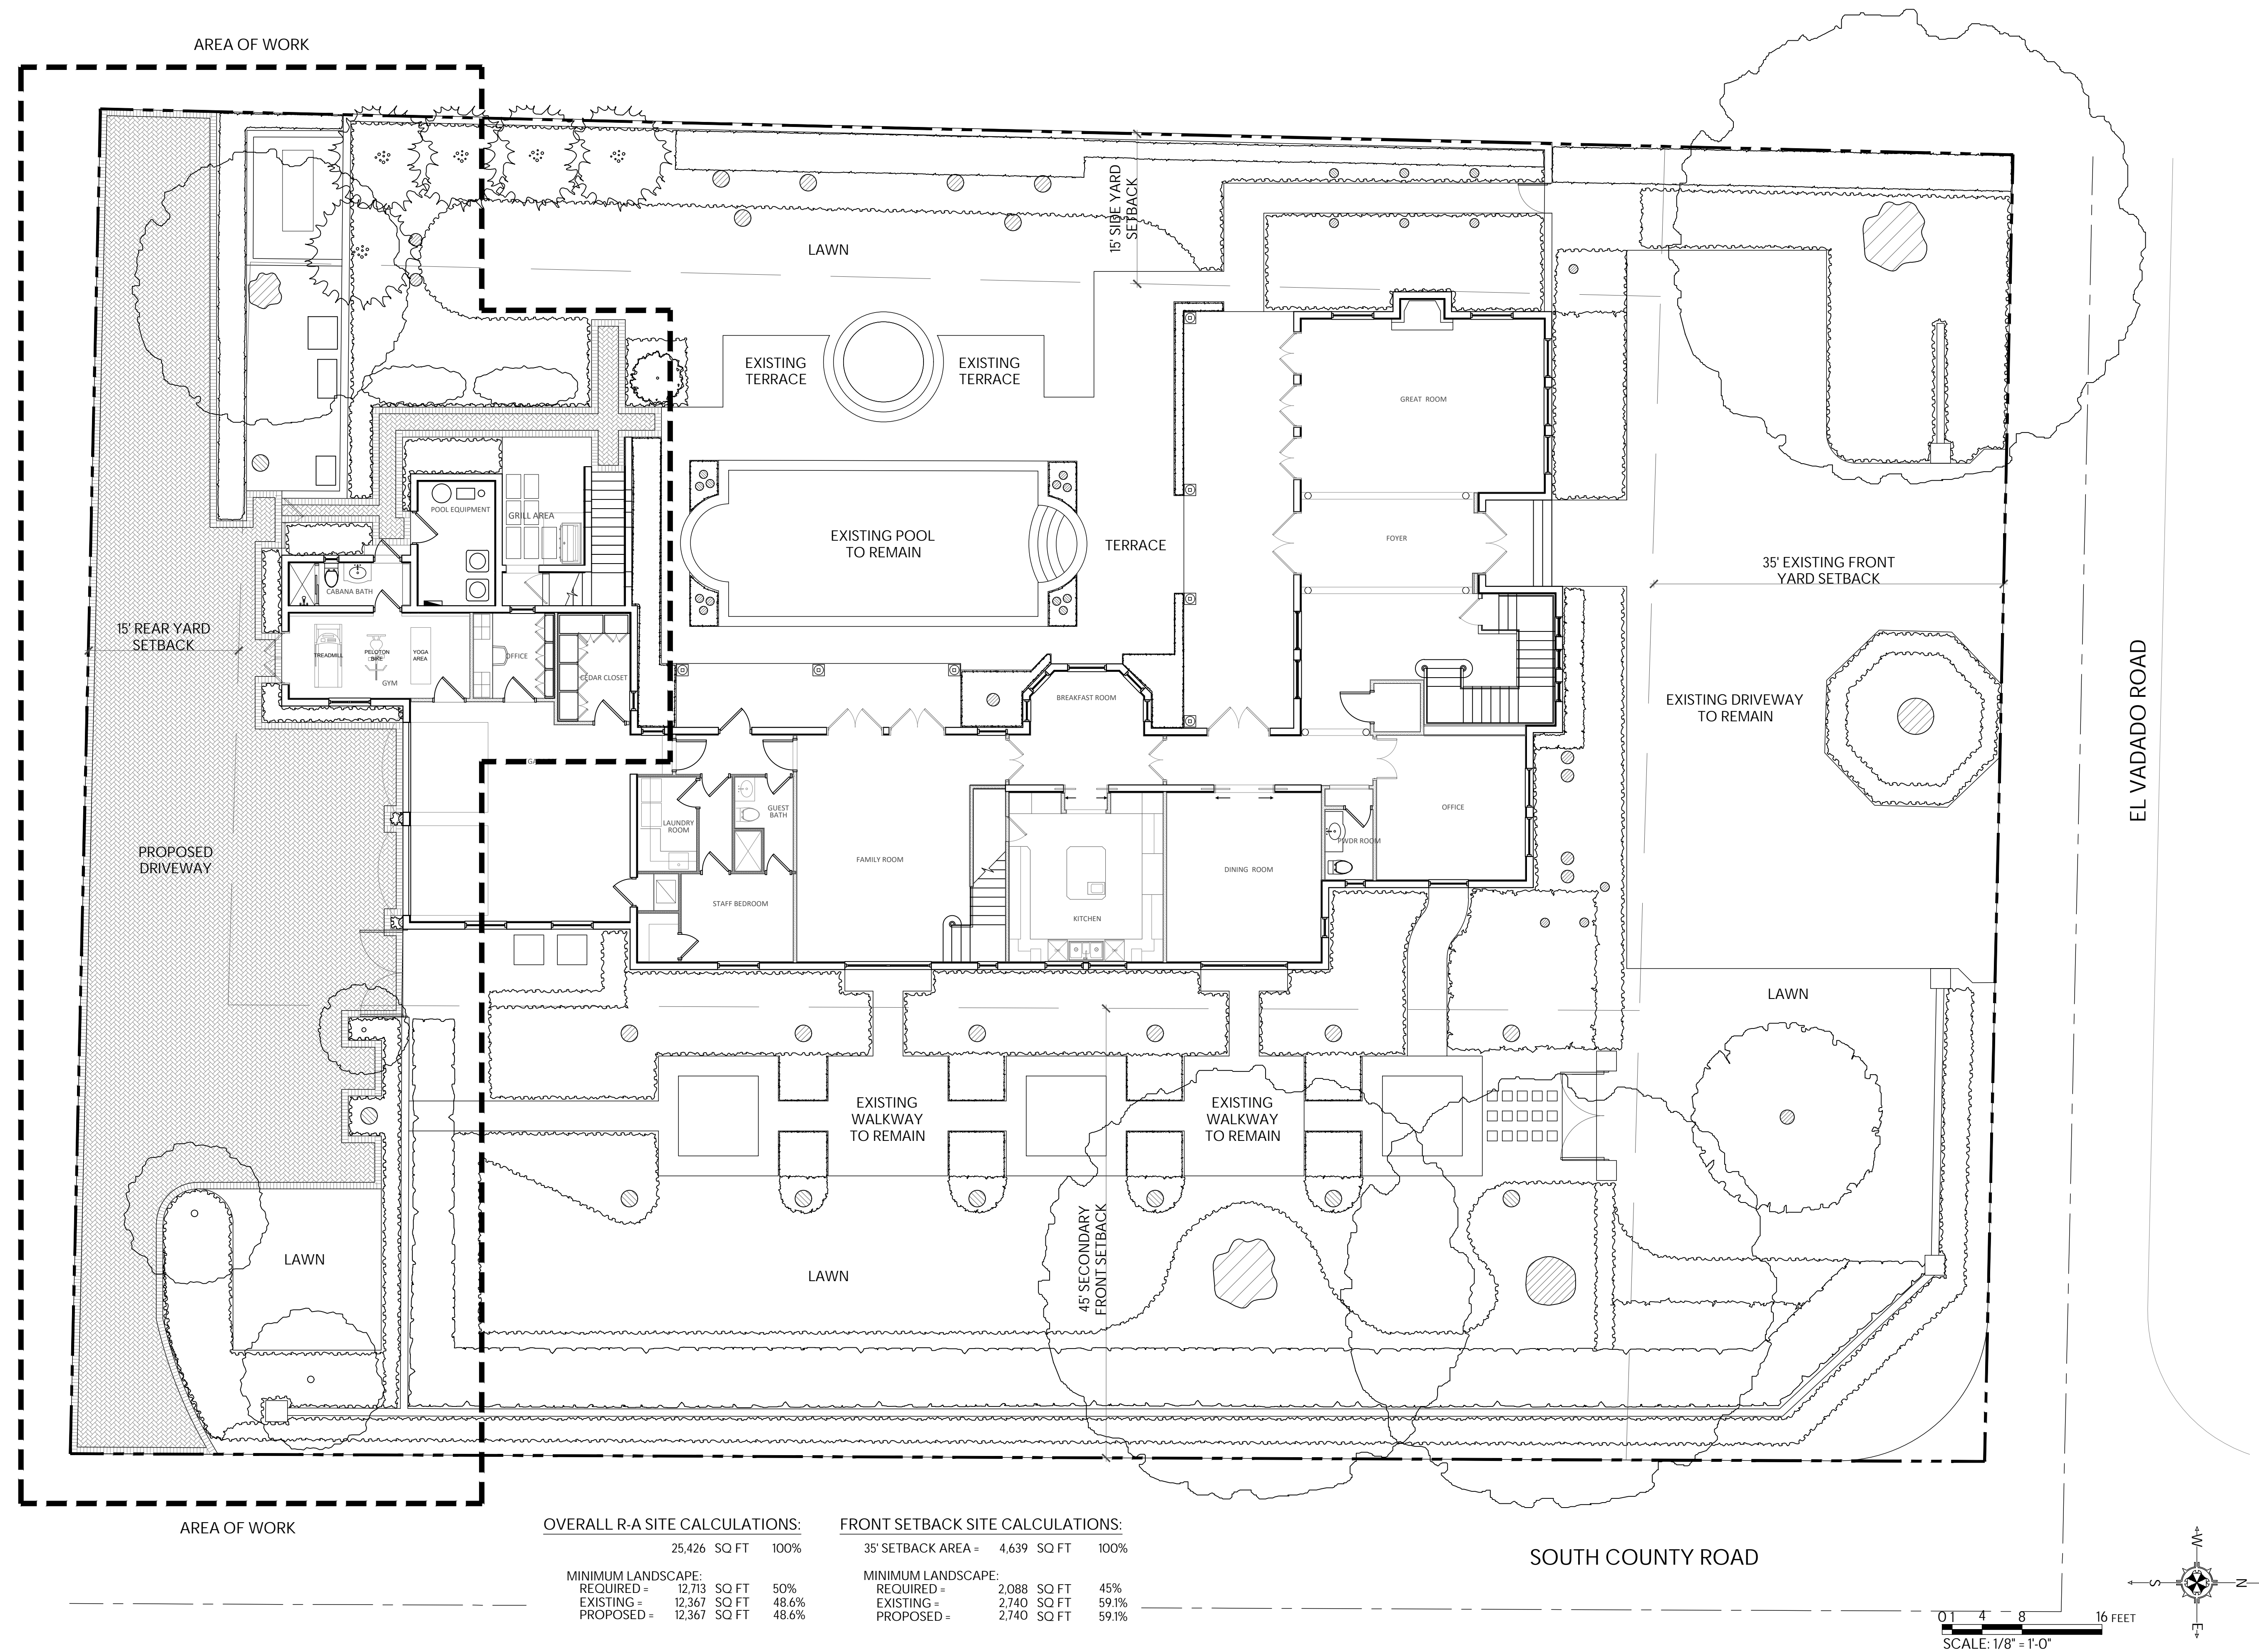 AREA OF WORK
15' SIDE YARD
SETBACK
LAWN
EXISTING
TERRACE
EXISTING
TERRACE
GREAT ROOM
POOL EQUIPMENT
GRILL AREA
EXISTING POOL
TO REMAIN
TERRACE
FOYER
35' EXISTING FRONT
YARD SETBACK
CABANA BATH
15' REAR YARD
SETBACK
TREADMILL
PELOTON
BIKE
YOGA
AREA
GYM
OFFICE
CEDAR CLOSET
BREAKFAST ROOM
EXISTING DRIVEWAY
TO REMAIN
EL VADADO ROAD
LAUNDRY
ROOM
GUEST
BATH
OFFICE
PWDR ROOM
PROPOSED
DRIVEWAY
FAMILY ROOM
DINING ROOM
STAFF BEDROOM
KITCHEN
LAWN
EXISTING
WALKWAY
TO REMAIN
EXISTING
WALKWAY
TO REMAIN
LAWN
LAWN
45' SECONDARY
FRONT SETBACK
AREA OF WORK
OVERALL R-A SITE CALCULATIONS:
25,426 SQ FT 100%
MINIMUM LANDSCAPE:
REQUIRED = 12,713 SQ FT 50%
EXISTING = 12,367 SQ FT 48.6%
PROPOSED = 12,367 SQ FT 48.6%
FRONT SETBACK SITE CALCULATIONS:
35' SETBACK AREA = 4,639 SQ FT 100%
MINIMUM LANDSCAPE:
REQUIRED = 2,088 SQ FT 45%
EXISTING = 2,740 SQ FT 59.1%
PROPOSED = 2,740 SQ FT 59.1%
SOUTH COUNTY ROAD
W
S
N
E
0 1 4 8 16 FEET
SCALE: 1/8" = 1'-0"